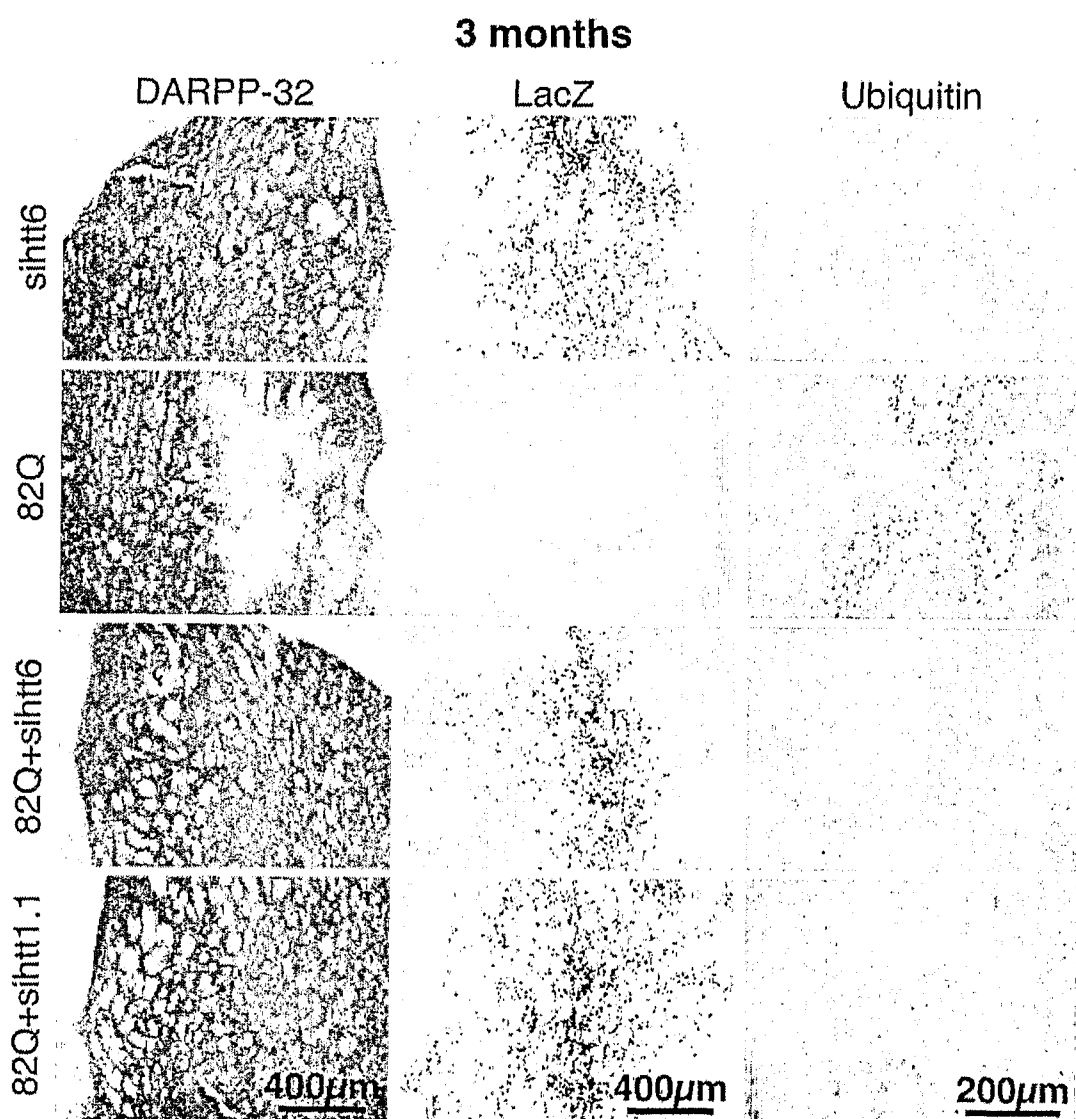 3 months
DARPP-32 LacZ Ubiquitin
sihtt6
82Q
82Q+sihtt6
82Q+sihtt1.1
400µm 400µm 200µm